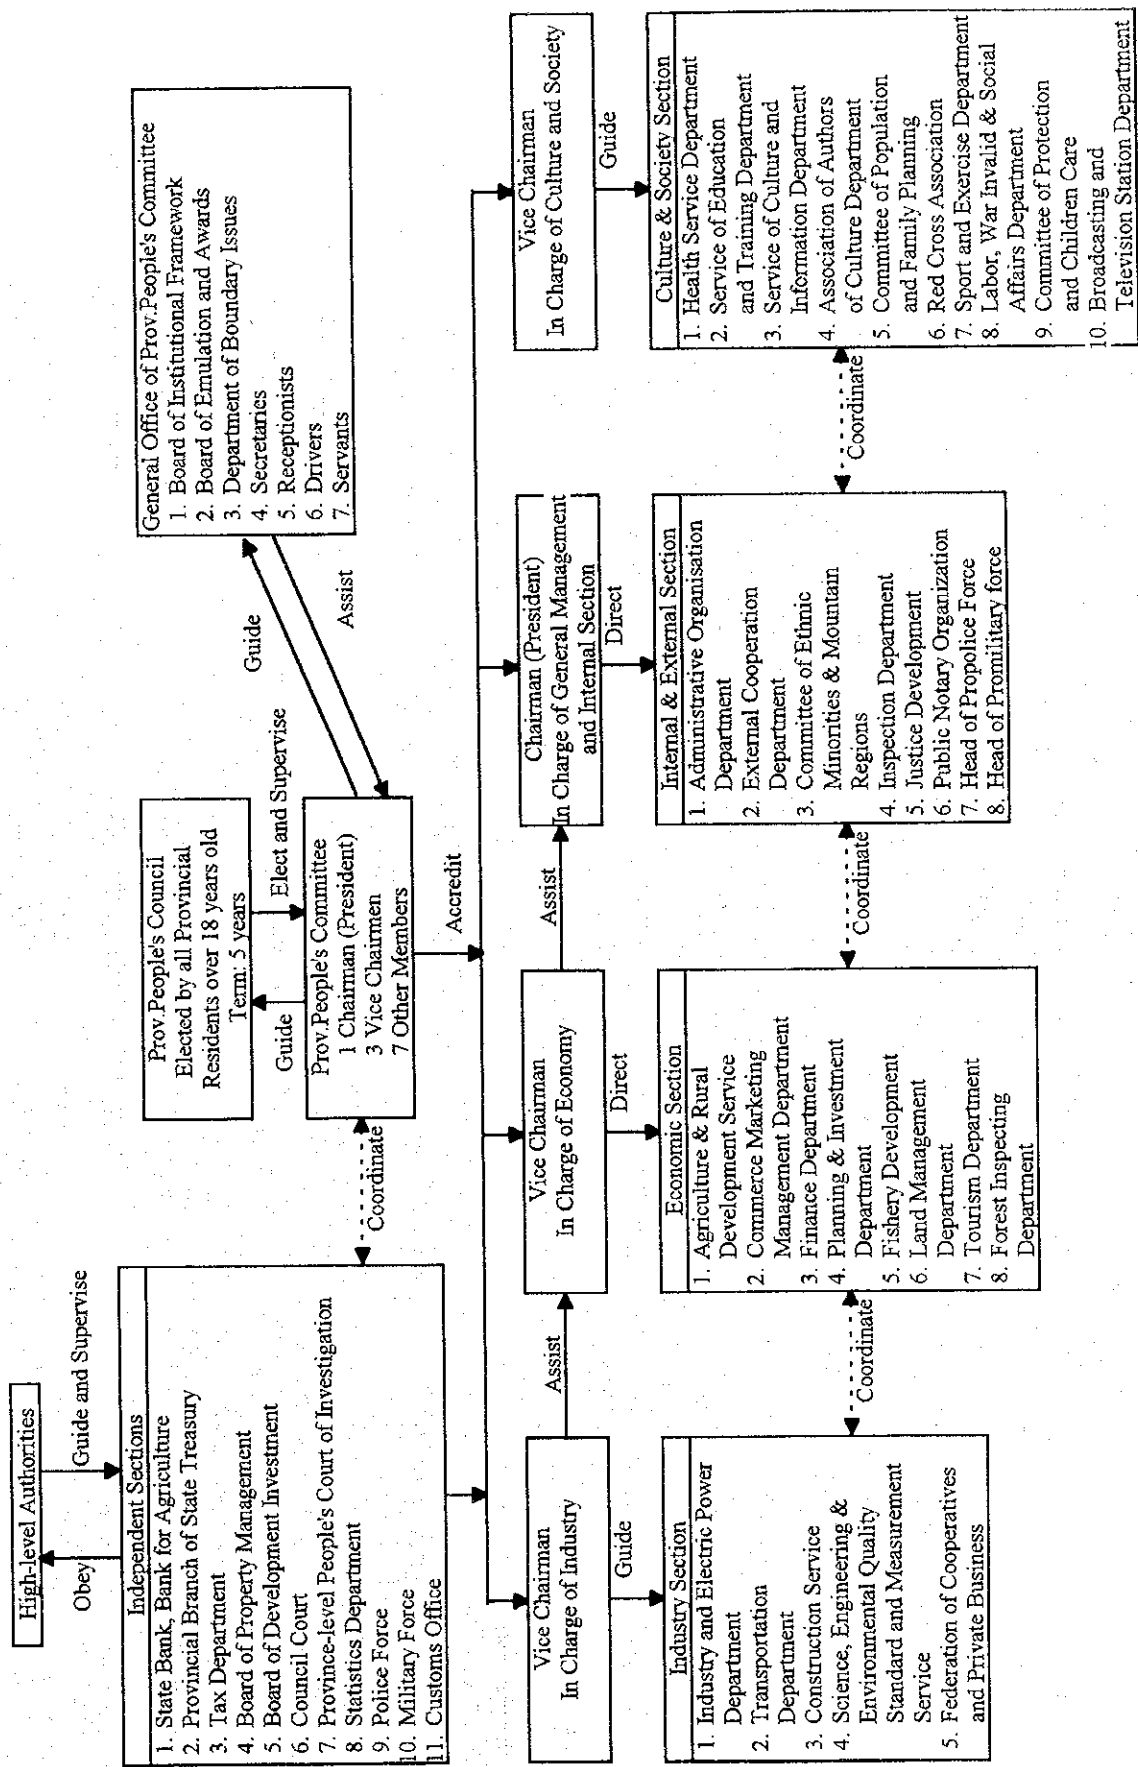 High-level Authorities
Obey
Guide and Supervise
Independent Sections
1. State Bank, Bank for Agriculture
2. Provincial Branch of State Treasury
3. Tax Department
4. Board of Property Management
5. Board of Development Investment
6. Council Court
7. Province-level People's Court of Investigation
8. Statistics Department
9. Police Force
10. Military Force
11. Customs Office
Coordinate
Prov.People's Council
Elected by all Provincial
Residents over 18 years old
Term: 5 years
Guide
Elect and Supervise
Prov.People's Committee
1 Chairman (President)
3 Vice Chairmen
7 Other Members
Guide
Assist
General Office of Prov.People's Committee
1. Board of Institutional Framework
2. Board of Emulation and Awards
3. Department of Boundary Issues
4. Secretaries
5. Receptionists
6. Drivers
7. Servants
Accredit
Vice Chairman
In Charge of Industry
Assist
Vice Chairman
In Charge of Economy
Assist
Chairman (President)
In Charge of General Management
and Internal Section
Vice Chairman
In Charge of Culture and Society
Guide
Direct
Direct
Guide
Industry Section
1. Industry and Electric Power
Department
2. Transportation
Department
3. Construction Service
4. Science, Engineering &
Environmental Quality
Standard and Measurement
Service
5. Federation of Cooperatives
and Private Business
Coordinate
Economic Section
1. Agriculture & Rural
Development Service
2. Commerce Marketing
Management Department
3. Finance Department
4. Planning & Investment
Department
5. Fishery Development
6. Land Management
Department
7. Tourism Department
8. Forest Inspecting
Department
Coordinate
Internal & External Section
1. Administrative Organisation
Department
2. External Cooperation
Department
3. Committee of Ethnic
Minorities & Mountain
Regions
4. Inspection Department
5. Justice Development
6. Public Notary Organization
7. Head of Propolice Force
8. Head of Promilitary force
Coordinate
Culture & Society Section
1. Health Service Department
2. Service of Education
and Training Department
3. Service of Culture and
Information Department
4. Association of Authors
of Culture Department
5. Committee of Population
and Family Planning
6. Red Cross Association
7. Sport and Exercise Department
8. Labor, War Invalid & Social
Affairs Department
9. Committee of Protection
and Children Care
10. Broadcasting and
Television Station Department